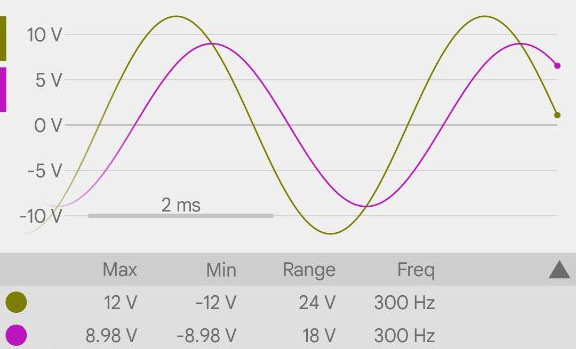 10 V
5 V
0 V
-5 V
2 ms
-10 V
Max Min Range Freq
12 V -12 V 24 V 300 Hz
8.98 V -8.98 V 18 V 300 Hz